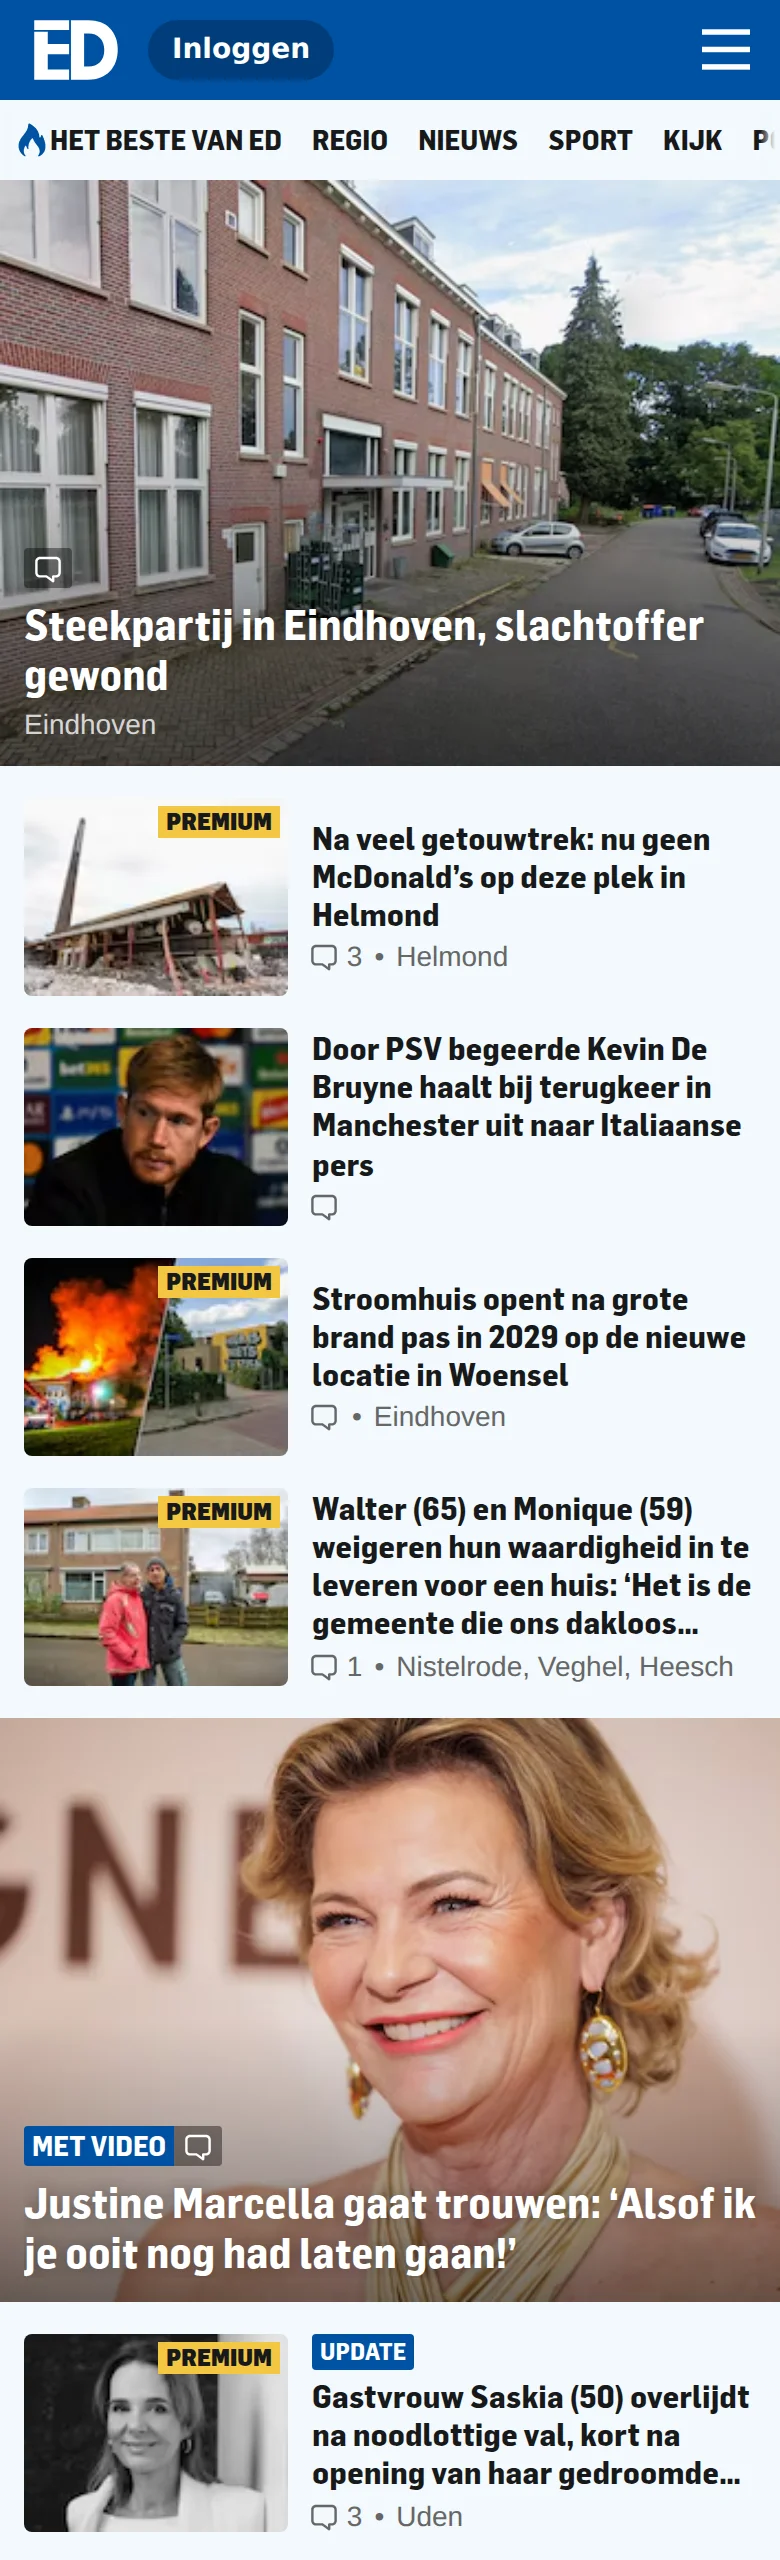 ED Inloggen
HET BESTE VAN ED REGIO NIEUWS SPORT KIJK
Steekpartij in Eindhoven, slachtoffer
gewond
Eindhoven
PREMIUM
Na veel getouwtrek: nu geen
McDonald’s op deze plek in
Helmond
3 • Helmond
bet365
Door PSV begeerde Kevin De
Bruyne haalt bij terugkeer in
Manchester uit naar Italiaanse
pers
PREMIUM
Stroomhuis opent na grote
brand pas in 2029 op de nieuwe
locatie in Woensel
• Eindhoven
PREMIUM
Walter (65) en Monique (59)
weigeren hun waardigheid in te
leveren voor een huis: ‘Het is de
gemeente die ons dakloos...
1 • Nistelrode, Veghel, Heesch
GNE
MET VIDEO
Justine Marcella gaat trouwen: ‘Alsof ik
je ooit nog had laten gaan!’
PREMIUM
UPDATE
Gastvrouw Saskia (50) overlijdt
na noodlottige val, kort na
opening van haar gedroomde...
3 • Uden